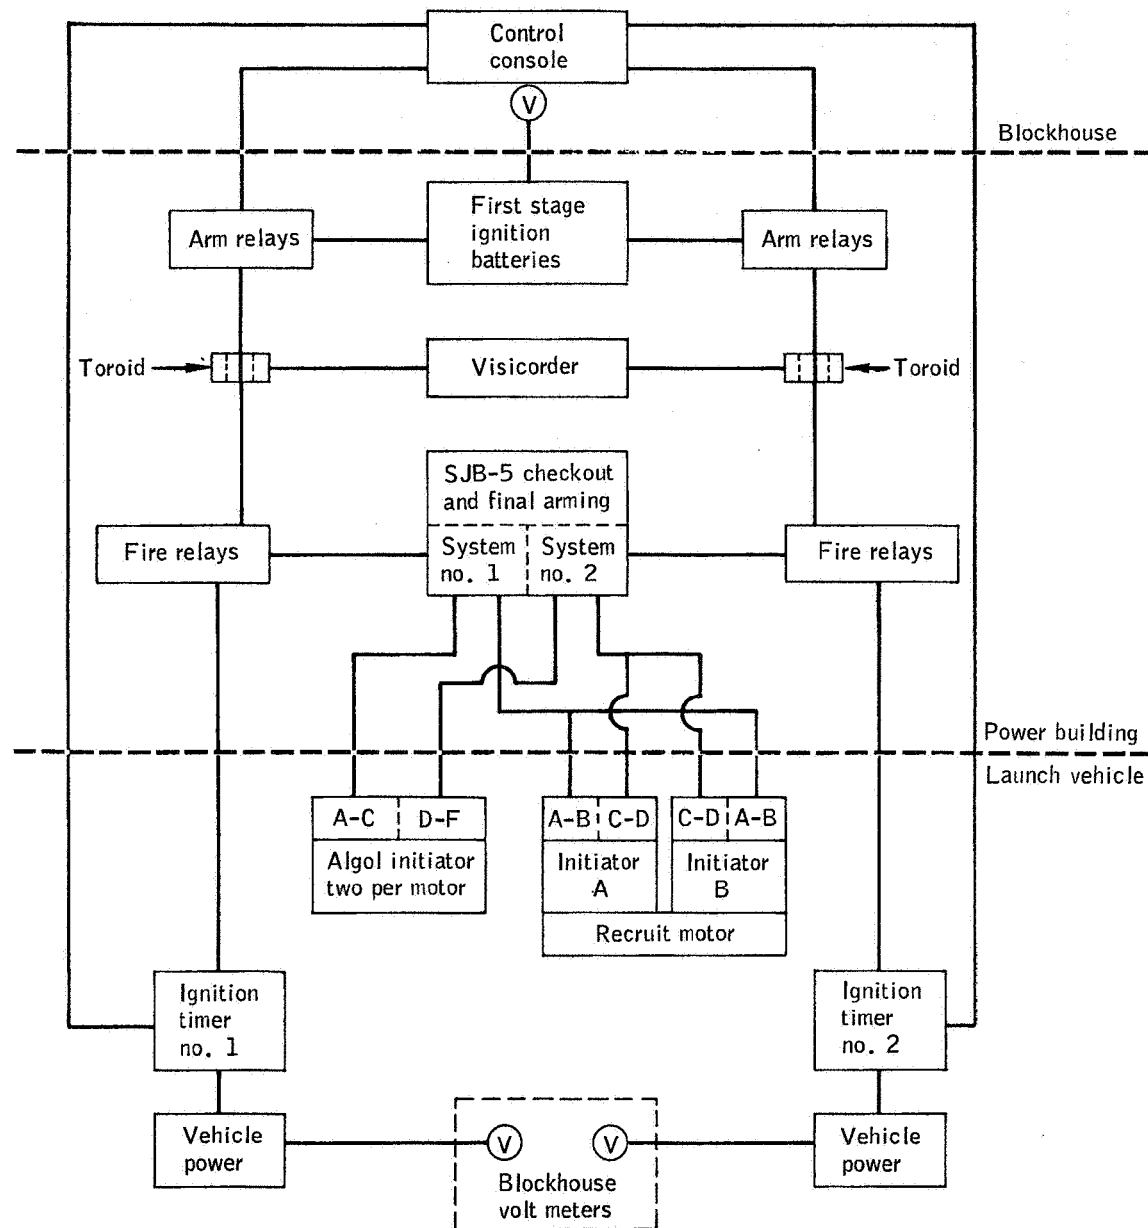 Control
console
V
Blockhouse
First stage
ignition
batteries
Arm relays
Arm relays
Toroid
Visicorder
Toroid
SJB-5 checkout
and final arming
Fire relays
System
no. 1
System
no. 2
Fire relays
Power building
Launch vehicle
A-C
D-F
Algol initiator
two per motor
A-B
C-D
Initiator
A
C-D
A-B
Initiator
B
Recruit motor
Ignition
timer
no. 1
Ignition
timer
no. 2
Vehicle
power
V
V
Blockhouse
volt meters
Vehicle
power